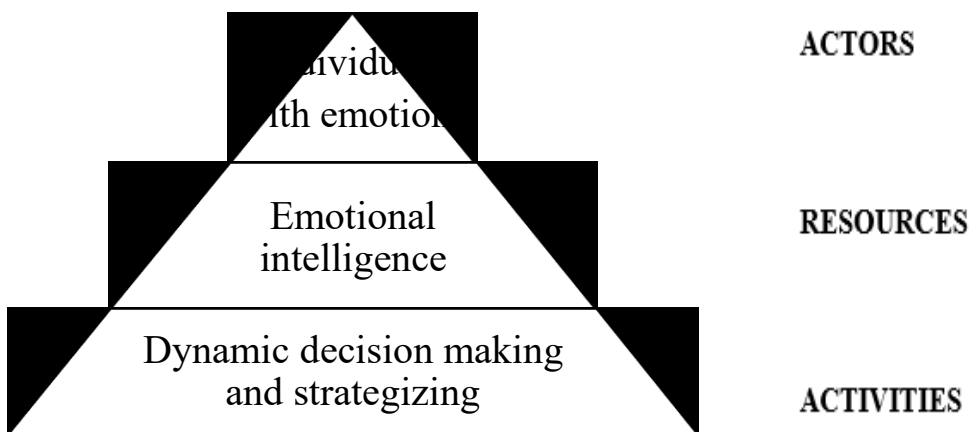 ACTORS
Emotional
intelligence
RESOURCES
Dynamic decision making
and strategizing
ACTIVITIES